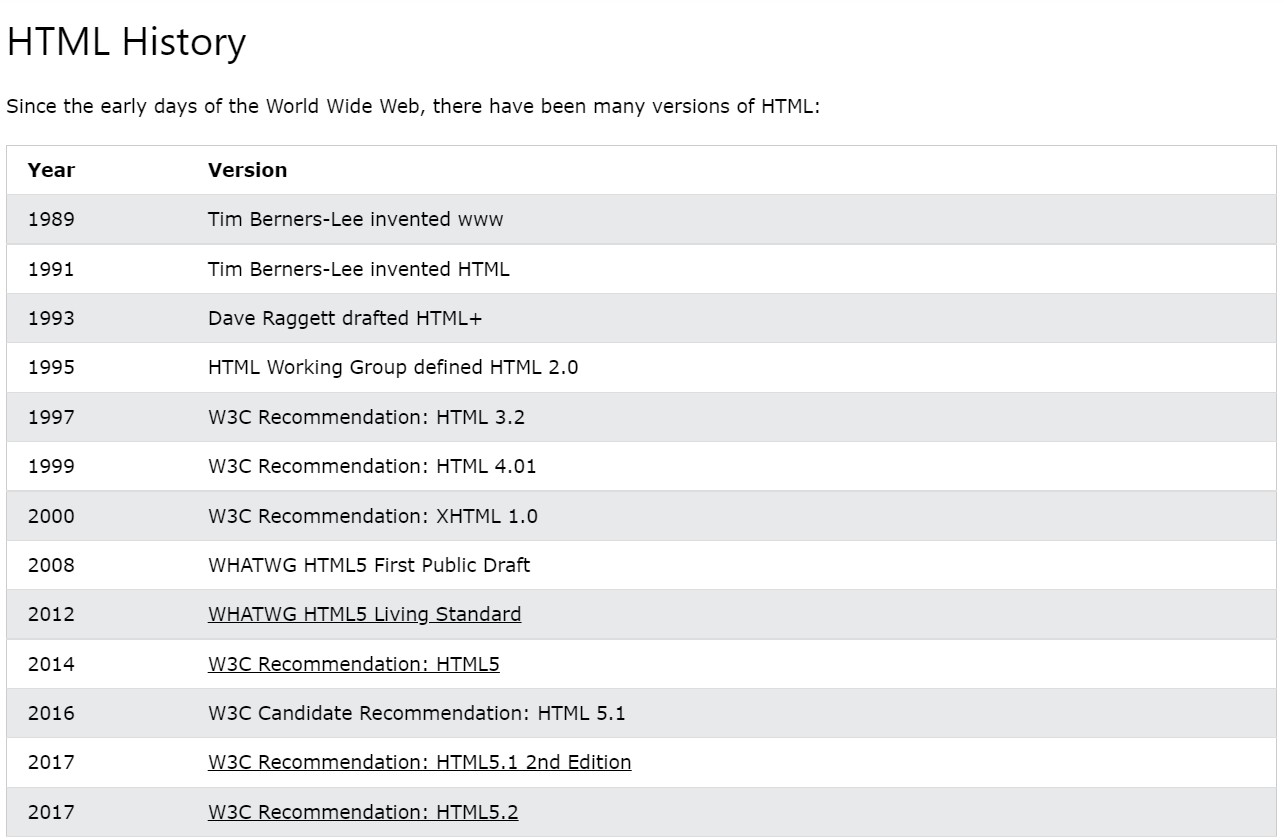 HTML History
Since the early days of the World Wide Web, there have been many versions of HTML:
Year Version
1989 Tim Berners-Lee invented www
1991 Tim Berners-Lee invented HTML
1993 Dave Raggett drafted HTML+
1995 HTML Working Group defined HTML 2.0
1997 W3C Recommendation: HTML 3.2
1999 W3C Recommendation: HTML 4.01
2000 W3C Recommendation: XHTML 1.0
2008 WHATWG HTML5 First Public Draft
2012 WHATWG HTML5 Living Standard
2014 W3C Recommendation: HTML5
2016 W3C Candidate Recommendation: HTML 5.1
2017 W3C Recommendation: HTML5.1 2nd Edition
2017 W3C Recommendation: HTML5.2